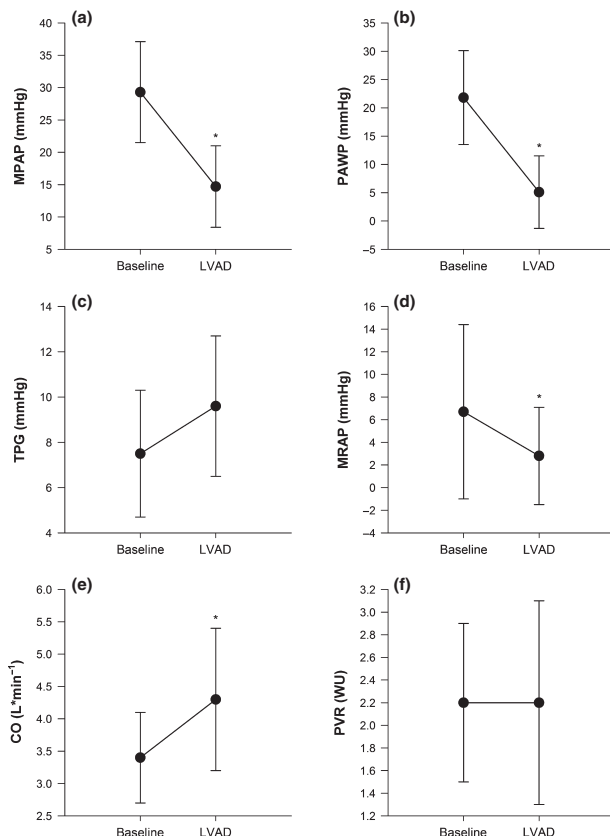 (a)
MPAP (mmHg)
40
35
30
25
20
15
10
5
*
Baseline
LVAD
(b)
PAWP (mmHg)
35
30
25
20
15
10
5
0
–5
*
Baseline
LVAD
(c)
TPG (mmHg)
14
12
10
8
6
4
Baseline
LVAD
(d)
MRAP (mmHg)
16
14
12
10
8
6
4
2
0
–2
–4
*
Baseline
LVAD
(e)
CO (L*min⁻¹)
6.0
5.5
5.0
4.5
4.0
3.5
3.0
2.5
*
Baseline
LVAD
(f)
PVR (WU)
3.2
3.0
2.8
2.6
2.4
2.2
2.0
1.8
1.6
1.4
1.2
Baseline
LVAD